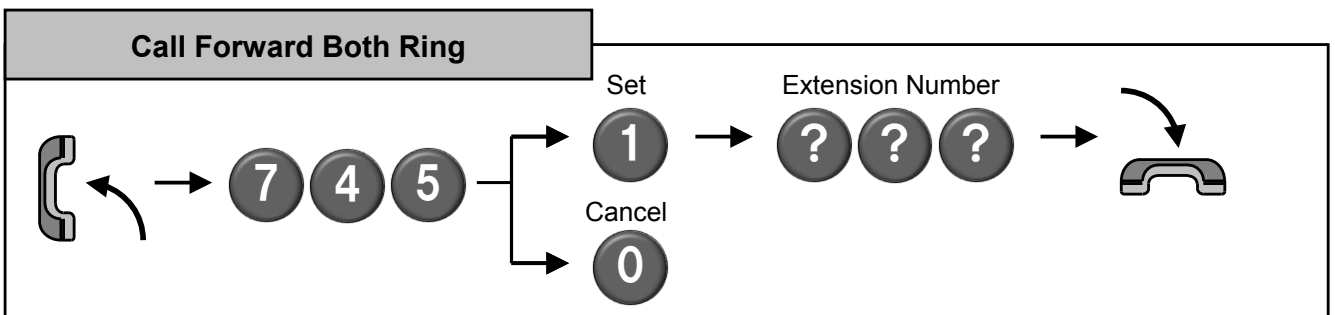 Call Forward Both Ring
Set Extension Number
7 4 5 1 ? ? ?
Cancel
0